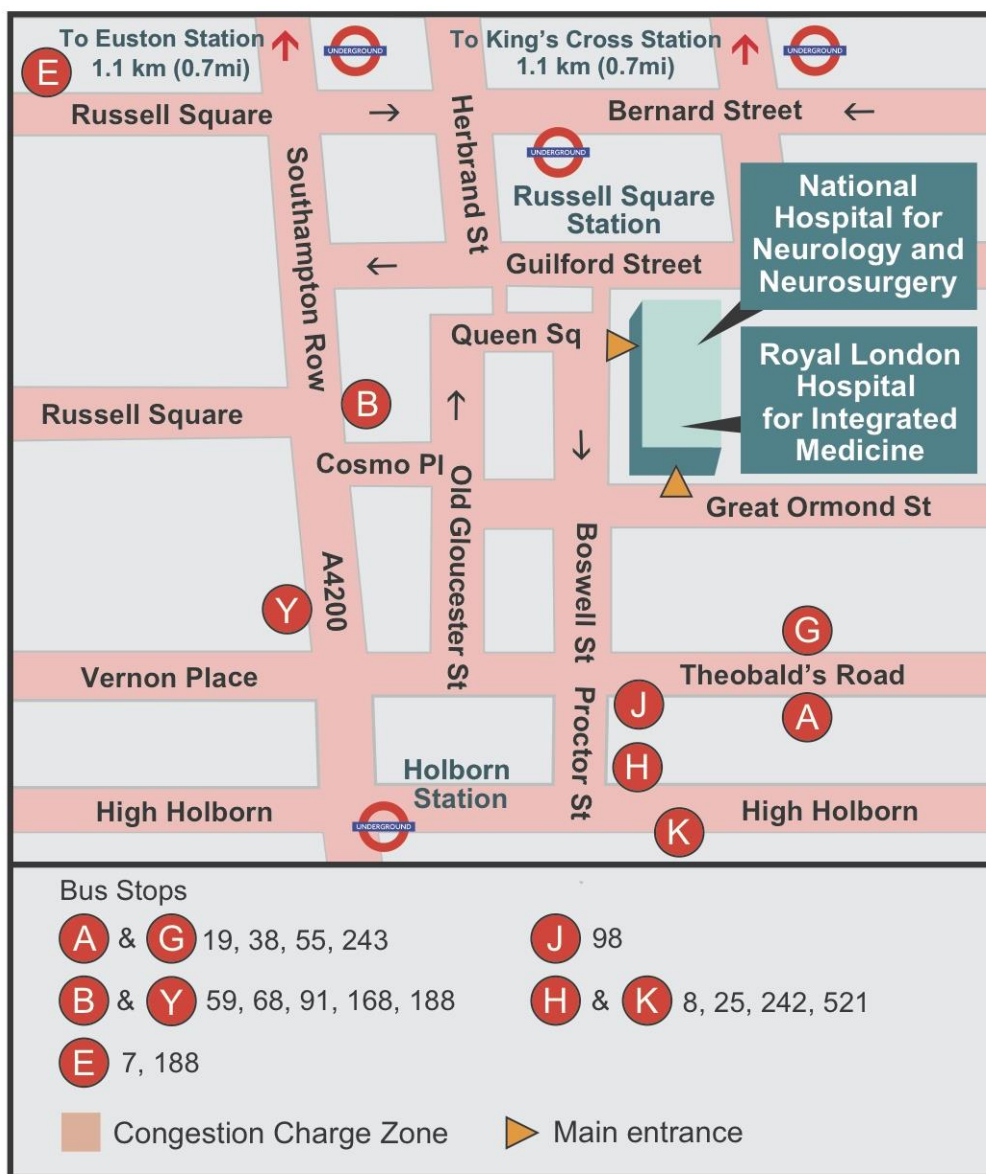 To Euston Station
1.1 km (0.7mi)
UNDERGROUND
To King's Cross Station
1.1 km (0.7mi)
UNDERGROUND
E
Russell Square
Herbrand St
Bernard Street
Southampton Row
UNDERGROUND
Russell Square
Station
National
Hospital for
Neurology and
Neurosurgery
Guilford Street
Queen Sq
Royal London
Hospital
for Integrated
Medicine
Russell Square
B
Cosmo Pl
Old Gloucester St
Great Ormond St
Boswell St
A4200
Y
G
Vernon Place
Theobald's Road
J
A
Proctor St
H
Holborn
Station
High Holborn
UNDERGROUND
K
High Holborn
Bus Stops
A & G 19, 38, 55, 243
J 98
B & Y 59, 68, 91, 168, 188
H & K 8, 25, 242, 521
E 7, 188
Congestion Charge Zone
Main entrance